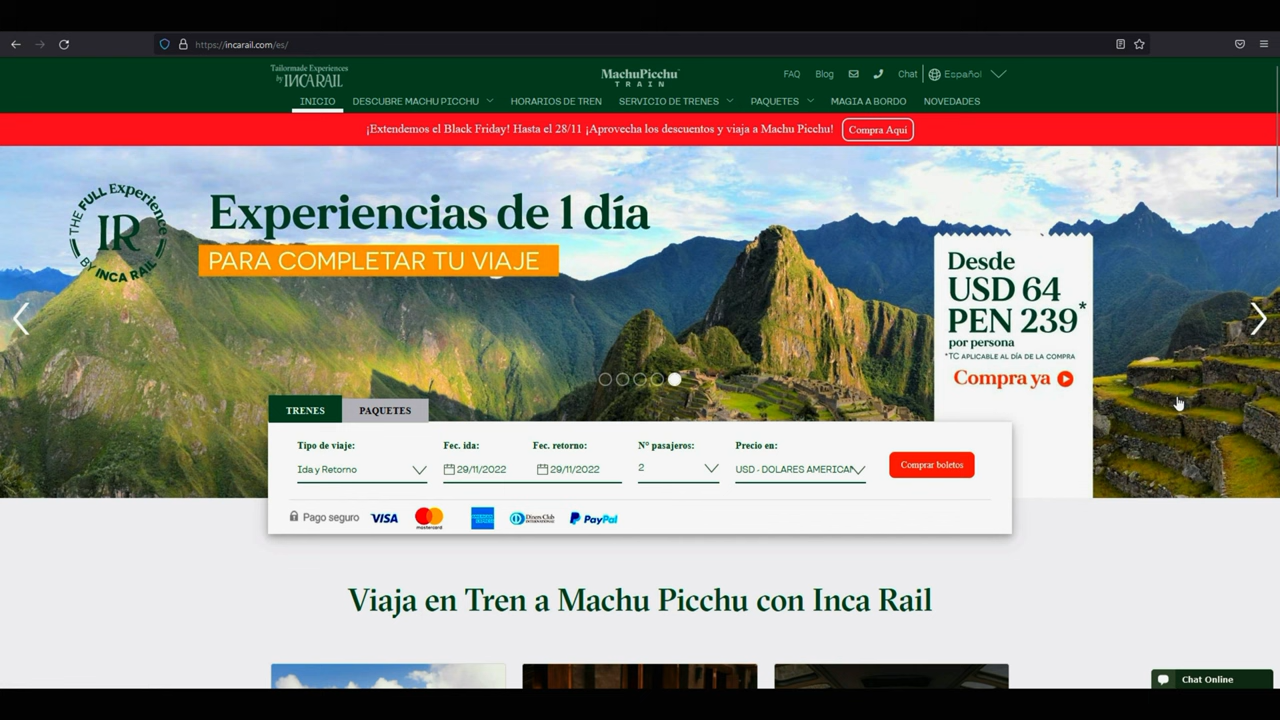 https://incarail.com/es/
Tailormade Experiences
by INCA RAIL
MachuPicchu
TRAIN
FAQ Blog Chat Español
INICIO DESCUBRE MACHU PICCHU HORARIOS DE TREN SERVICIO DE TRENES PAQUETES MAGIA A BORDO NOVEDADES
¡Extendemos el Black Friday! Hasta el 28/11 ¡Aprovecha los descuentos y viaja a Machu Picchu! Compra Aquí
THE FULL Experience
IR
BY INCA RAIL
Experiencias de 1 día
PARA COMPLETAR TU VIAJE
Desde
USD 64
PEN 239*
por persona
*TC APLICABLE AL DÍA DE LA COMPRA
Compra ya
TRENES PAQUETES
Tipo de viaje: Fec. ida: Fec. retorno: N° pasajeros: Precio en:
Ida y Retorno 29/11/2022 29/11/2022 2 USD - DOLARES AMERICAN
Comprar boletos
Pago seguro VISA mastercard AMERICAN EXPRESS Diners Club INTERNATIONAL PayPal
Viaja en Tren a Machu Picchu con Inca Rail
Chat Online